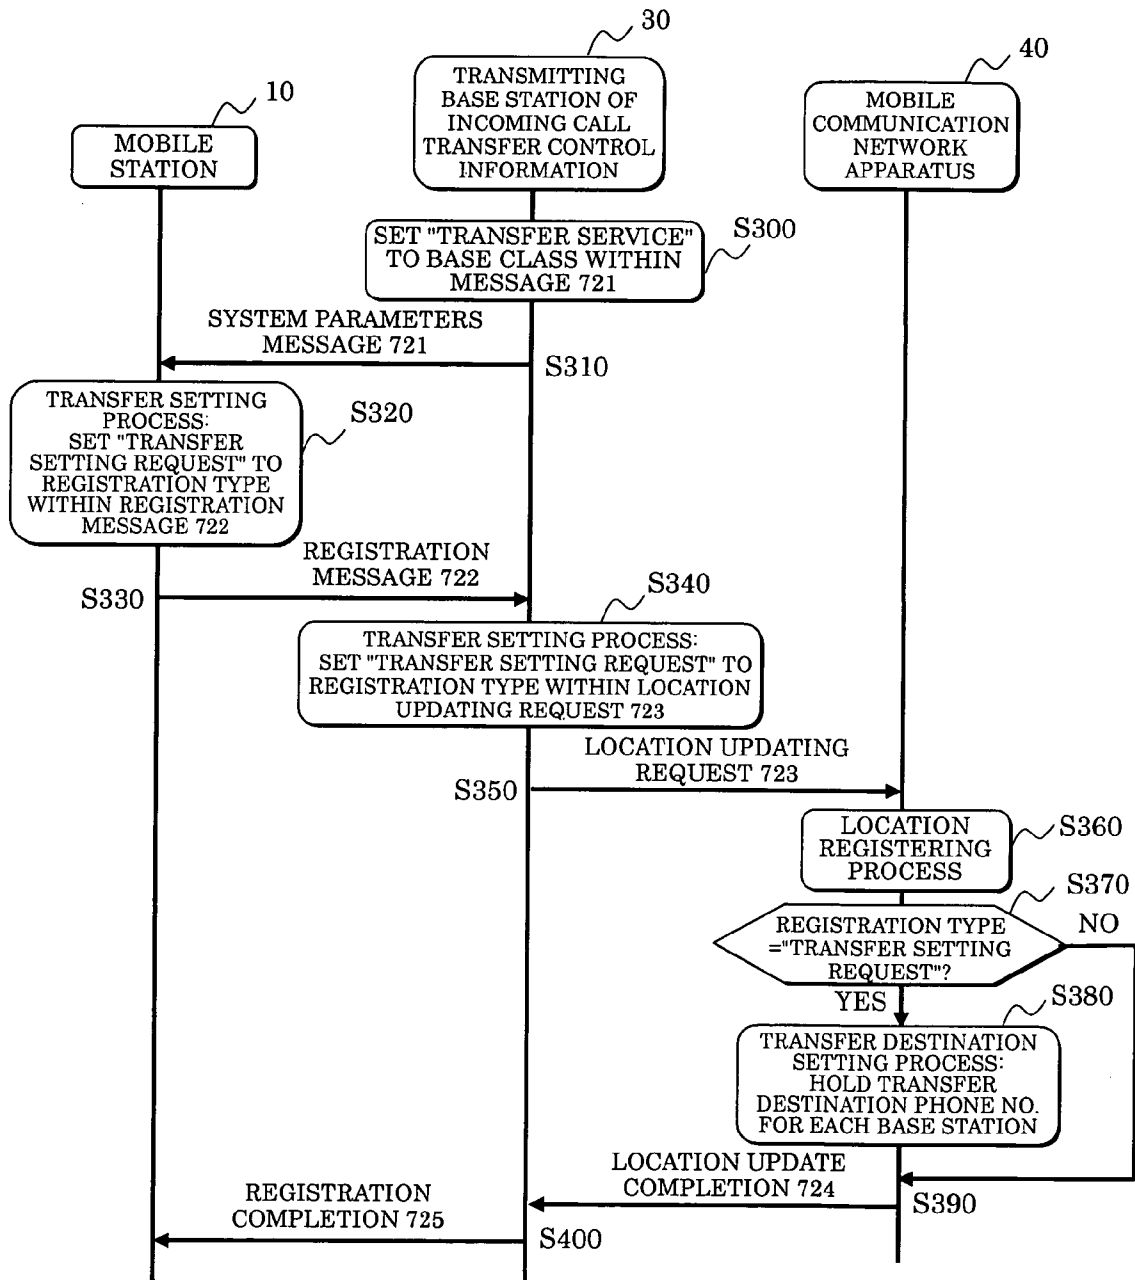 30
40
10
TRANSMITTING
BASE STATION OF
INCOMING CALL
TRANSFER CONTROL
INFORMATION
MOBILE
COMMUNICATION
NETWORK
APPARATUS
MOBILE
STATION
SET "TRANSFER SERVICE"
TO BASE CLASS WITHIN
MESSAGE 721
S300
SYSTEM PARAMETERS
MESSAGE 721
S310
TRANSFER SETTING
PROCESS:
SET "TRANSFER
SETTING REQUEST" TO
REGISTRATION TYPE
WITHIN REGISTRATION
MESSAGE 722
S320
REGISTRATION
MESSAGE 722
S330
S340
TRANSFER SETTING PROCESS:
SET "TRANSFER SETTING REQUEST" TO
REGISTRATION TYPE WITHIN LOCATION
UPDATING REQUEST 723
LOCATION UPDATING
REQUEST 723
S350
LOCATION
REGISTERING
PROCESS
S360
S370
REGISTRATION TYPE
="TRANSFER SETTING
REQUEST"?
NO
YES
S380
TRANSFER DESTINATION
SETTING PROCESS:
HOLD TRANSFER
DESTINATION PHONE NO.
FOR EACH BASE STATION
LOCATION UPDATE
COMPLETION 724
S390
REGISTRATION
COMPLETION 725
S400